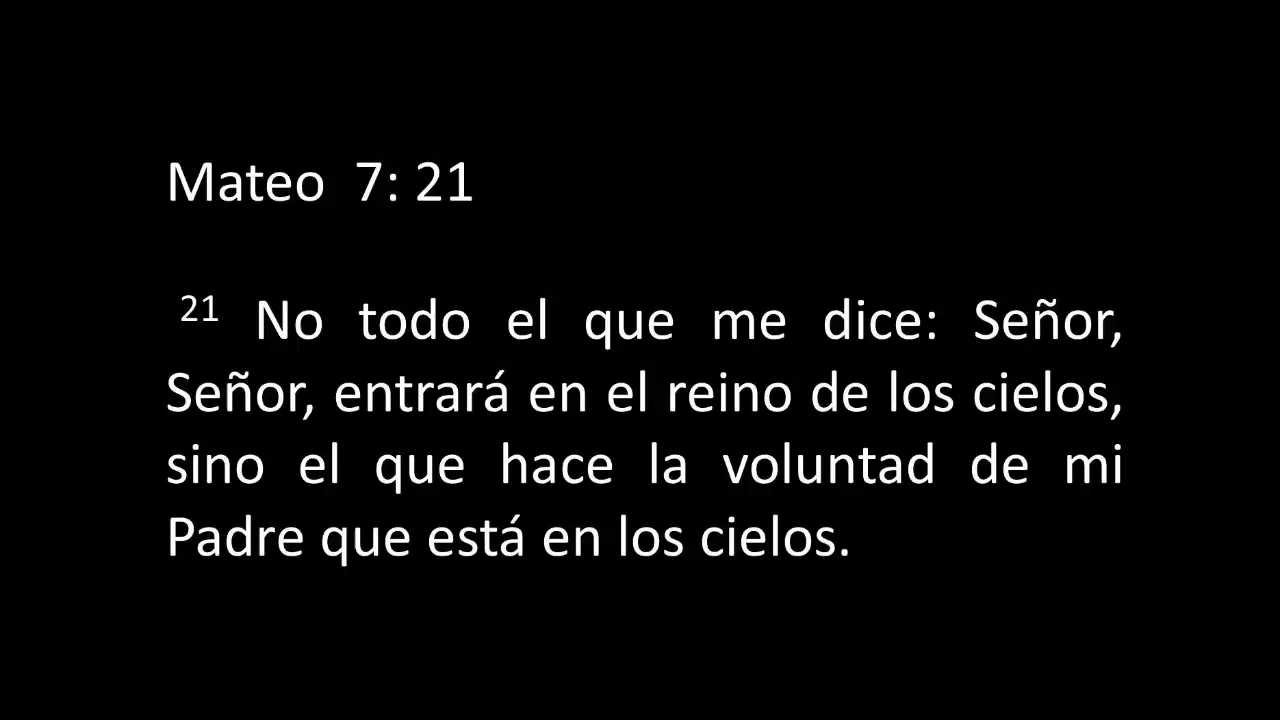 Mateo 7: 21
21 No todo el que me dice: Señor,
Señor, entrará en el reino de los cielos,
sino el que hace la voluntad de mi
Padre que está en los cielos.